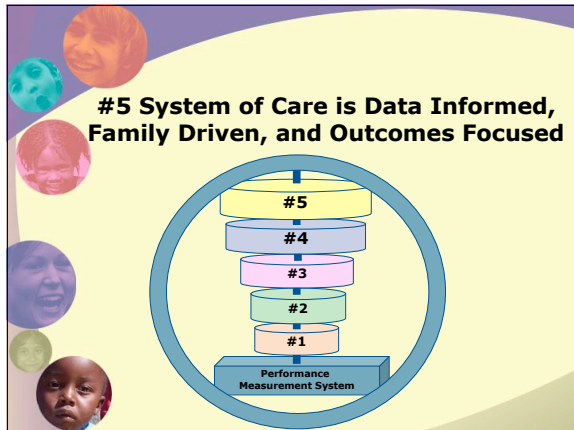 #5 System of Care is Data Informed,
Family Driven, and Outcomes Focused
#5
#4
#3
#2
#1
Performance
Measurement System